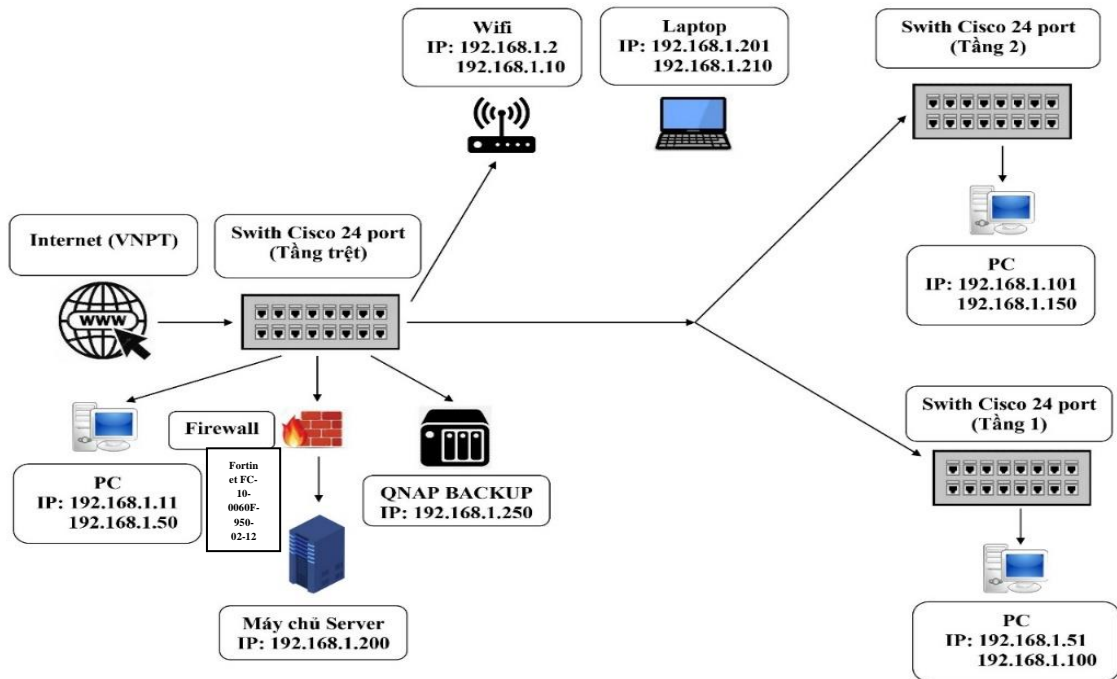 Wifi
IP: 192.168.1.2
192.168.1.10
Laptop
IP: 192.168.1.201
192.168.1.210
Swith Cisco 24 port
(Tầng 2)
Internet (VNPT)
WWW
Swith Cisco 24 port
(Tầng trệt)
PC
IP: 192.168.1.101
192.168.1.150
Swith Cisco 24 port
(Tầng 1)
Firewall
Fortin
et FC-
10-
0060F-
950-
02-12
PC
IP: 192.168.1.11
192.168.1.50
QNAP BACKUP
IP: 192.168.1.250
Máy chủ Server
IP: 192.168.1.200
PC
IP: 192.168.1.51
192.168.1.100